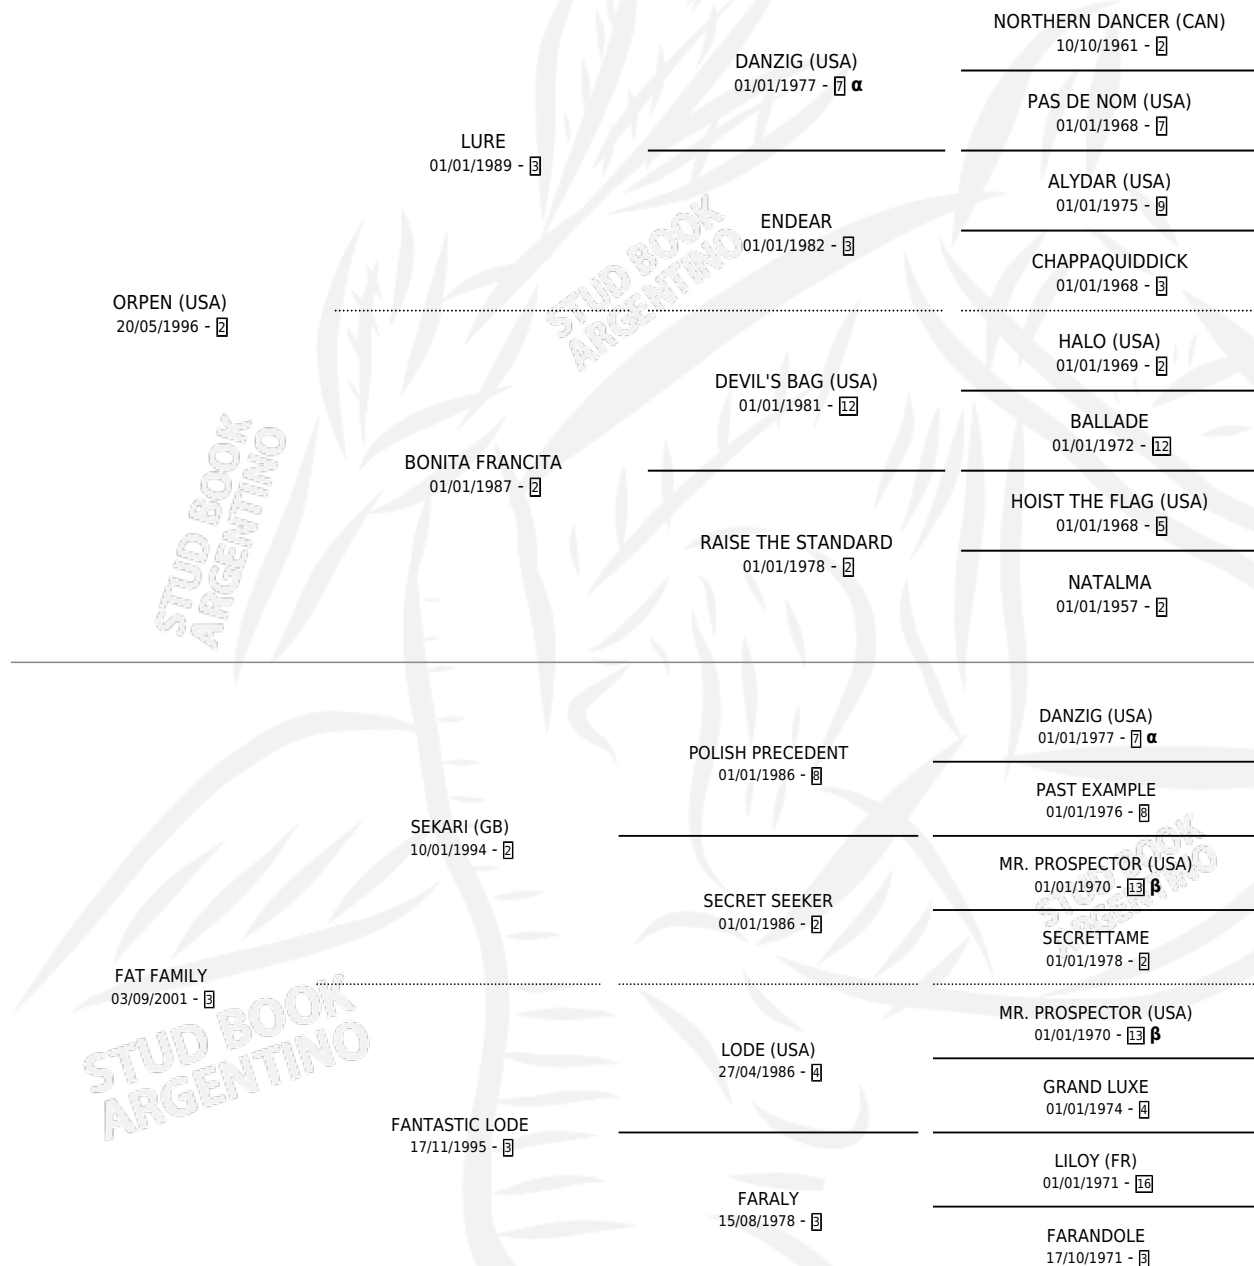 ORPEN (USA)
20/05/1996 - 2
LURE
01/01/1989 - 3
DANZIG (USA)
01/01/1977 - 7 α
NORTHERN DANCER (CAN)
10/10/1961 - 2
PAS DE NOM (USA)
01/01/1968 - 7
ENDEAR
01/01/1982 - 3
ALYDAR (USA)
01/01/1975 - 9
CHAPPAQUIDDICK
01/01/1968 - 3
BONITA FRANCITA
01/01/1987 - 2
DEVIL'S BAG (USA)
01/01/1981 - 12
HALO (USA)
01/01/1969 - 2
BALLADE
01/01/1972 - 12
RAISE THE STANDARD
01/01/1978 - 2
HOIST THE FLAG (USA)
01/01/1968 - 5
NATALMA
01/01/1957 - 2
FAT FAMILY
03/09/2001 - 3
SEKARI (GB)
10/01/1994 - 2
POLISH PRECEDENT
01/01/1986 - 8
DANZIG (USA)
01/01/1977 - 7 α
PAST EXAMPLE
01/01/1976 - 8
SECRET SEEKER
01/01/1986 - 2
MR. PROSPECTOR (USA)
01/01/1970 - 13 β
SECRETTAME
01/01/1978 - 2
FANTASTIC LODE
17/11/1995 - 3
LODE (USA)
27/04/1986 - 4
MR. PROSPECTOR (USA)
01/01/1970 - 13 β
GRAND LUXE
01/01/1974 - 4
FARALY
15/08/1978 - 3
LILOY (FR)
01/01/1971 - 16
FARANDOLE
17/10/1971 - 3
STUD BOOK
ARGENTINO
STUD BOOK
ARGENTINO
STUD BOOK
ARGENTINO
STUD BOOK
ARGENTINO